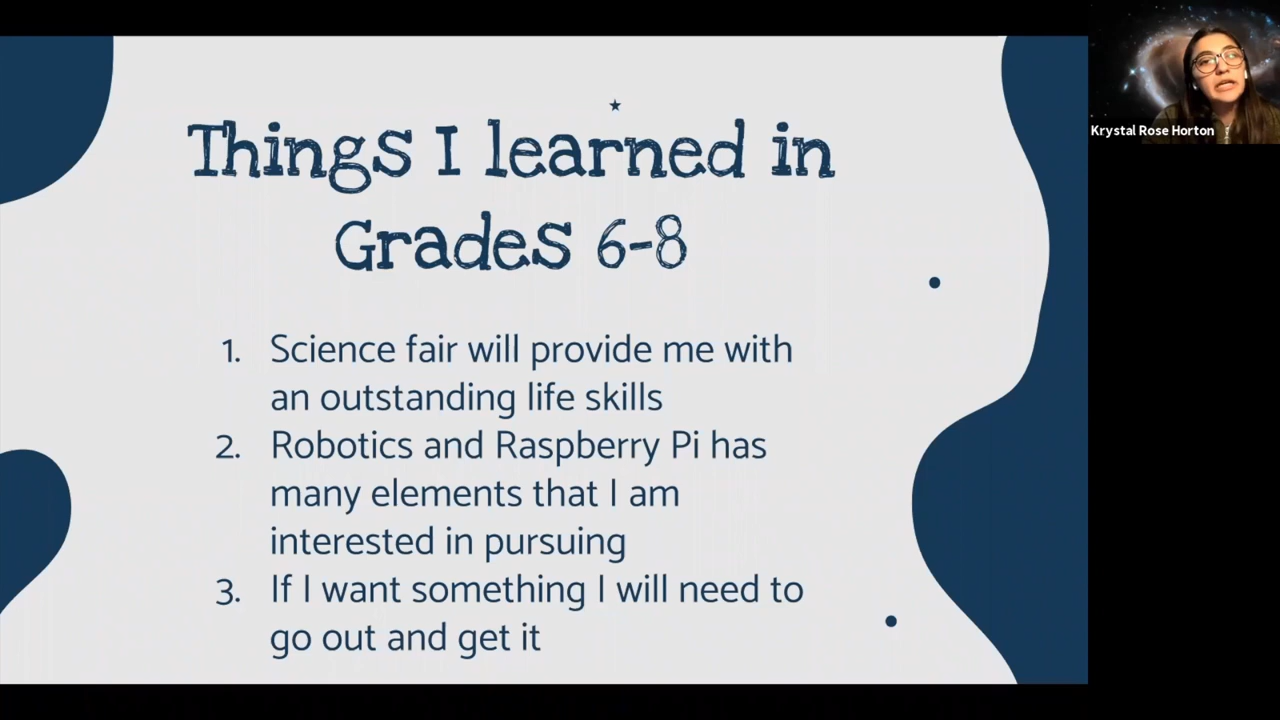 Things I learned in
Grades 6-8
1. Science fair will provide me with
an outstanding life skills
2. Robotics and Raspberry Pi has
many elements that I am
interested in pursuing
3. If I want something I will need to
go out and get it
Krystal Rose Horton